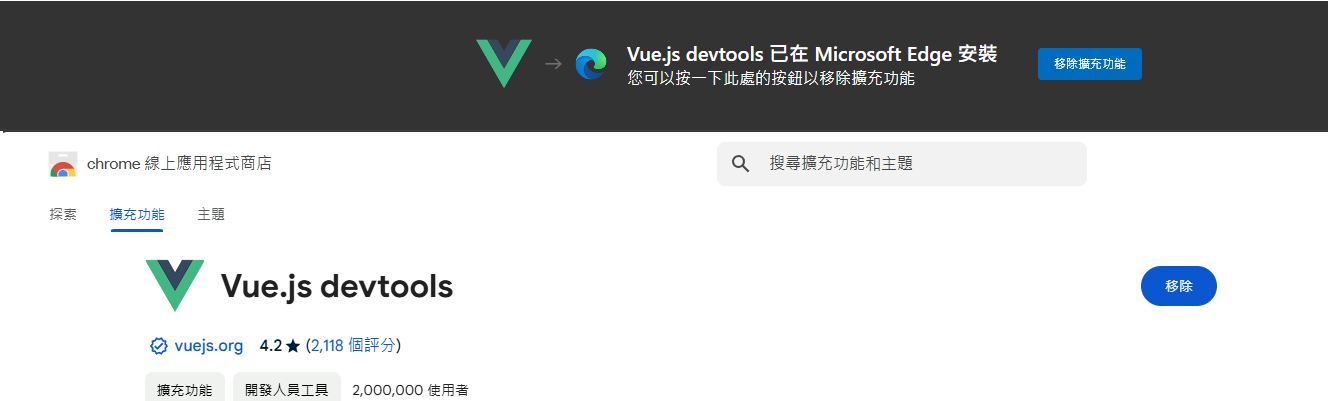 Vue.js devtools 已在 Microsoft Edge 安裝
您可以按一下此處的按鈕以移除擴充功能
移除擴充功能
chrome 線上應用程式商店
搜尋擴充功能和主題
探索 擴充功能 主題
Vue.js devtools
移除
vuejs.org 4.2★ (2,118 個評分)
擴充功能 開發人員工具 2,000,000 使用者